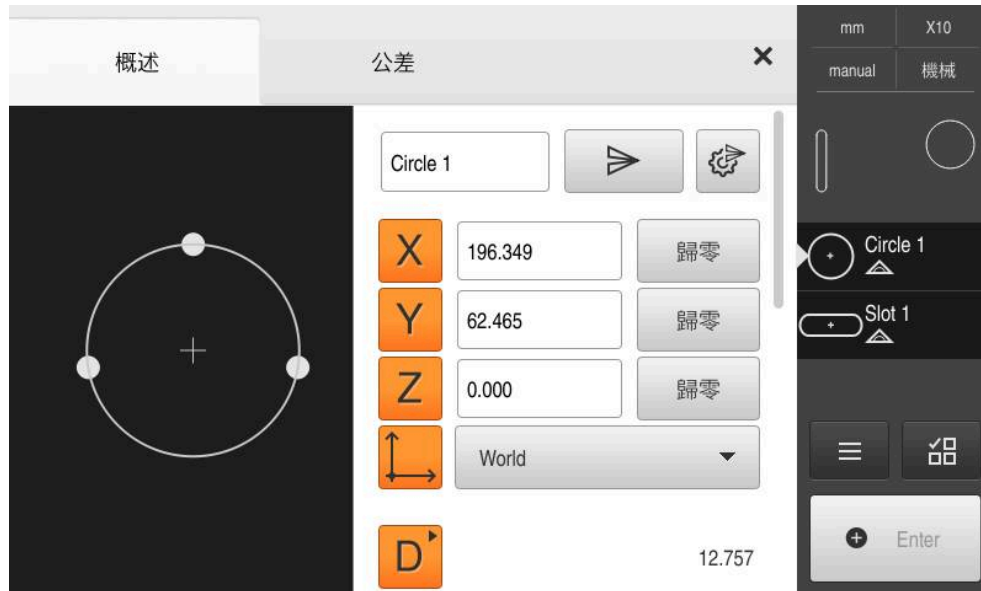 概述
公差
Circle 1
X
196.349
歸零
Y
62.465
歸零
Z
0.000
歸零
World
D
12.757
mm
X10
manual
機械
Circle 1
Slot 1
Enter